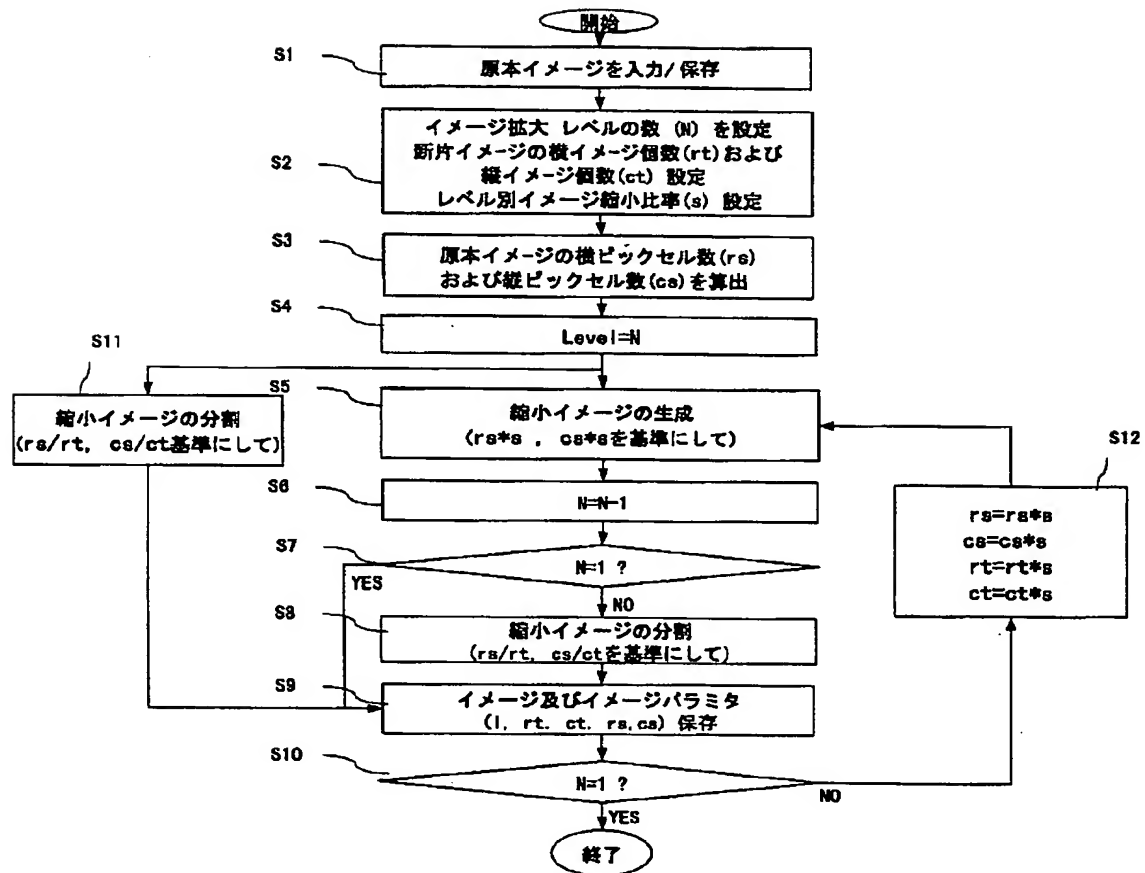 開始
S1
原本イメージを入力/保存
S2
イメージ拡大 レベルの数 (N) を設定
断片イメージの横イメージ個数(rt)および
縦イメージ個数(ct) 設定
レベル別イメージ縮小比率(s) 設定
S3
原本イメージの横ピックセル数(rs)
および縦ピックセル数(cs)を算出
S4
Level=N
S11
縮小イメージの分割
(rs/rt, cs/ct基準にして)
S5
縮小イメージの生成
(rs*s , cs*sを基準にして)
S12
rs=rs*s
cs=cs*s
rt=rt*s
ct=ct*s
S6
N=N-1
S7
N=1 ?
YES
NO
S8
縮小イメージの分割
(rs/rt, cs/ctを基準にして)
S9
イメージ及びイメージパラミタ
(l, rt. ct. rs,cs) 保存
S10
N=1 ?
NO
YES
終了